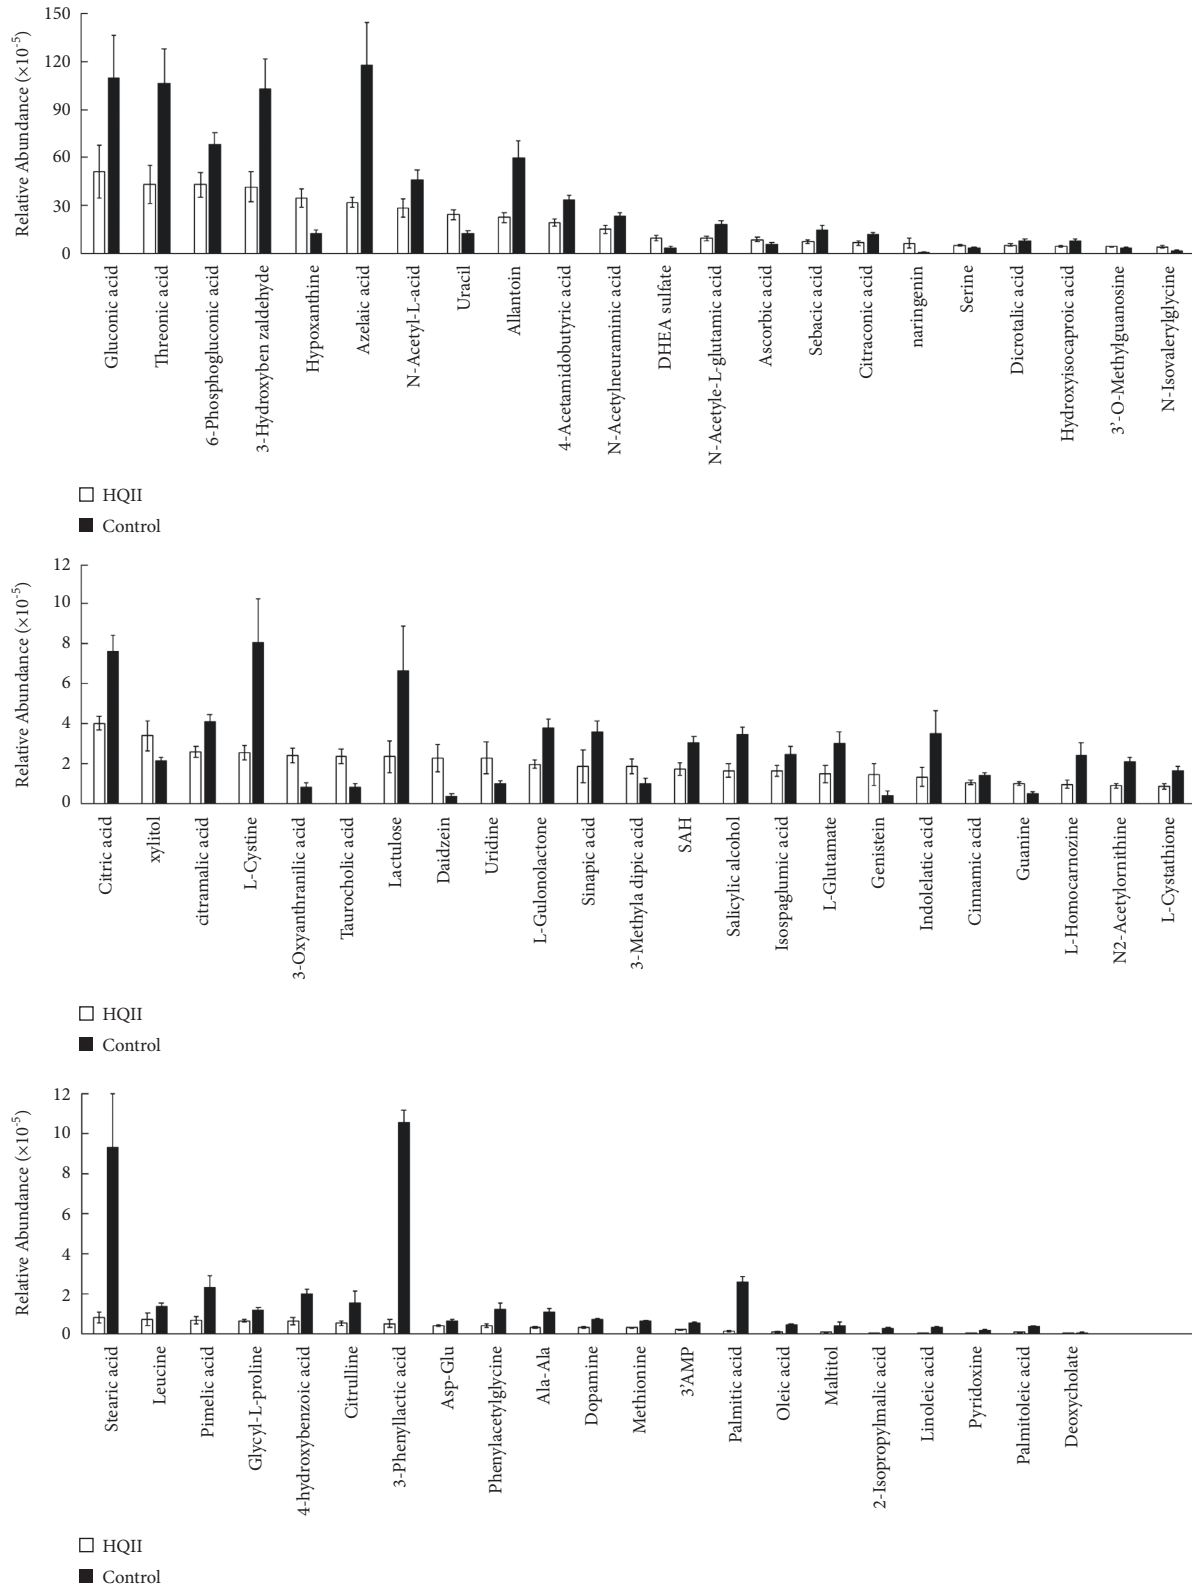 Relative Abundance (×10⁻⁵)
150
120
90
60
30
0
Gluconic acid
Threonic acid
6-Phosphogluconic acid
3-Hydroxyben zaldehyde
Hypoxanthine
Azelaic acid
N-Acetyl-L-acid
Uracil
Allantoin
4-Acetamidobutyric acid
N-Acetylneuraminic acid
DHEA sulfate
N-Acetyle-L-glutamic acid
Ascorbic acid
Sebacic acid
Citraconic acid
naringenin
Serine
Dicrotalic acid
Hydroxyisocaproic acid
3'-O-Methylguanosine
N-Isovalerylglycine
HQII
Control
Relative Abundance (×10⁻⁵)
12
10
8
6
4
2
0
Citric acid
xylitol
citramalic acid
L-Cystine
3-Oxyanthranilic acid
Taurocholic acid
Lactulose
Daidzein
Uridine
L-Gulonolactone
Sinapic acid
3-Methyla dipic acid
SAH
Salicylic alcohol
Isospaglumic acid
L-Glutamate
Genistein
Indolelatic acid
Cinnamic acid
Guanine
L-Homocarnozine
N2-Acetylornithine
L-Cystathione
HQII
Control
Relative Abundance (×10⁻⁵)
12
10
8
6
4
2
0
Stearic acid
Leucine
Pimelic acid
Glycyl-L-proline
4-hydroxybenzoic acid
Citrulline
3-Phenyllactic acid
Asp-Glu
Phenylacetylglycine
Ala-Ala
Dopamine
Methionine
3'AMP
Palmitic acid
Oleic acid
Maltitol
2-Isopropylmalic acid
Linoleic acid
Pyridoxine
Palmitoleic acid
Deoxycholate
HQII
Control